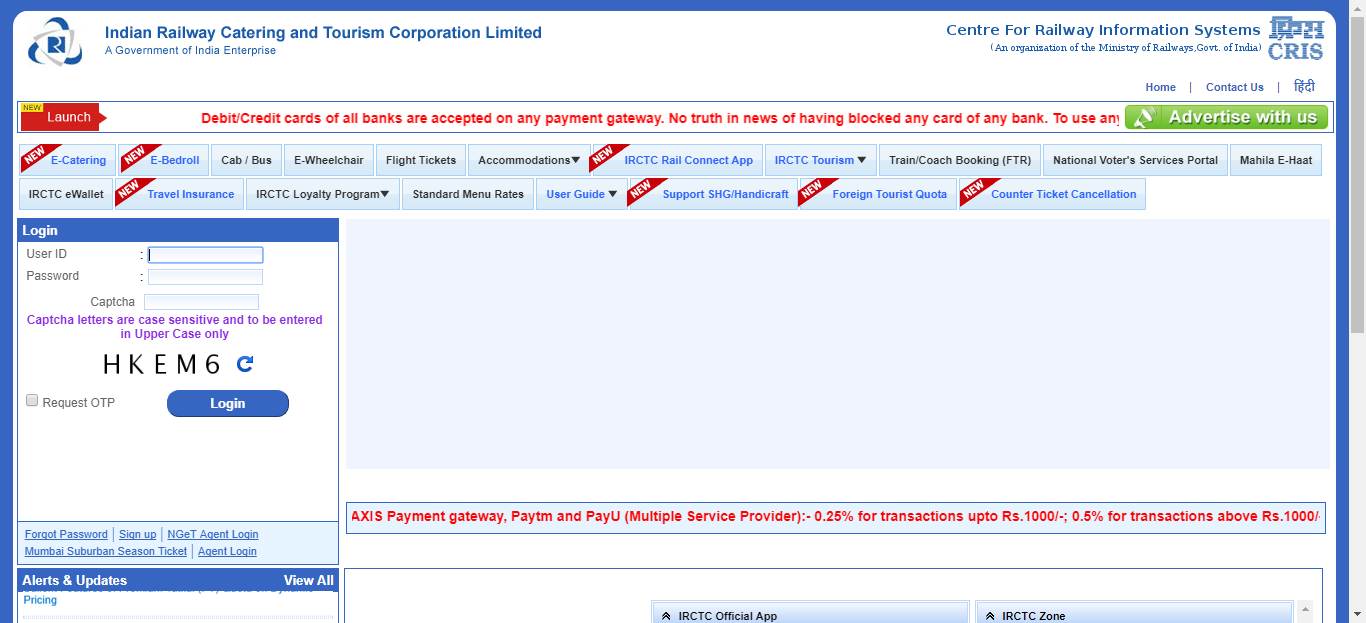 Indian Railway Catering and Tourism Corporation Limited
A Government of India Enterprise
Centre For Railway Information Systems
(An organization of the Ministry of Railways,Govt. of India)
CRIS
Home | Contact Us | हिंदी
NEW
Launch
Debit/Credit cards of all banks are accepted on any payment gateway. No truth in news of having blocked any card of any bank. To use any
Advertise with us
NEW E-Catering NEW E-Bedroll Cab / Bus E-Wheelchair Flight Tickets Accommodations▼ NEW IRCTC Rail Connect App IRCTC Tourism ▼ Train/Coach Booking (FTR) National Voter's Services Portal Mahila E-Haat
IRCTC eWallet NEW Travel Insurance IRCTC Loyalty Program▼ Standard Menu Rates User Guide ▼ NEW Support SHG/Handicraft NEW Foreign Tourist Quota NEW Counter Ticket Cancellation
Login
User ID :
Password :
Captcha
Captcha letters are case sensitive and to be entered
in Upper Case only
H K E M 6
Request OTP Login
AXIS Payment gateway, Paytm and PayU (Multiple Service Provider):- 0.25% for transactions upto Rs.1000/-; 0.5% for transactions above Rs.1000/-
Forgot Password | Sign up | NGeT Agent Login
Mumbai Suburban Season Ticket | Agent Login
Alerts & Updates View All
Pricing
IRCTC Official App IRCTC Zone